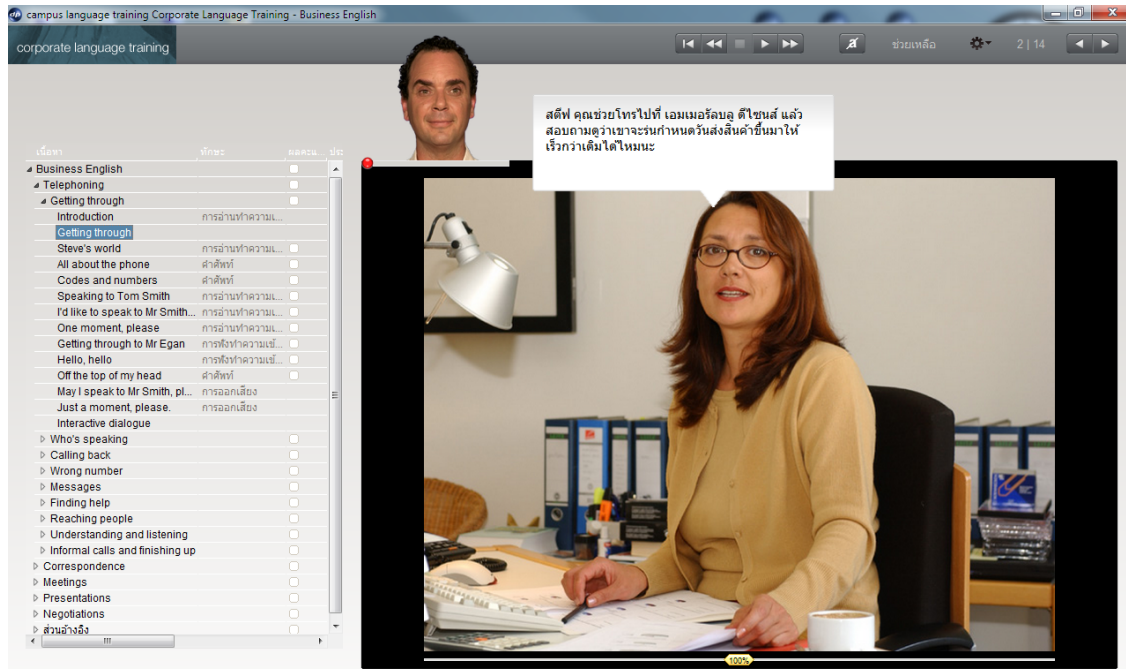 campus language training Corporate Language Training - Business English
corporate language training
ช่วยเหลือ
2 | 14
สตีฟ คุณช่วยโทรไปที่ เอมเมอรัลบลู ดีไซนส์ แล้ว
สอบถามดูว่าเขาจะร่นกำหนดวันส่งสินค้าขึ้นมาให้
เร็วกว่าเดิมได้ไหมนะ
เนื้อหา ทักษะ ผลคะแ... ประ
Business English
Telephoning
Getting through
Introduction การอ่านทำความเ...
Getting through
Steve's world การอ่านทำความเ...
All about the phone คำศัพท์
Codes and numbers คำศัพท์
Speaking to Tom Smith การอ่านทำความเ...
I'd like to speak to Mr Smith... การอ่านทำความเ...
One moment, please การอ่านทำความเ...
Getting through to Mr Egan การฟังทำความเข้...
Hello, hello การฟังทำความเข้...
Off the top of my head คำศัพท์
May I speak to Mr Smith, pl... การออกเสียง
Just a moment, please. การออกเสียง
Interactive dialogue
Who's speaking
Calling back
Wrong number
Messages
Finding help
Reaching people
Understanding and listening
Informal calls and finishing up
Correspondence
Meetings
Presentations
Negotiations
ส่วนอ้างอิง
100%